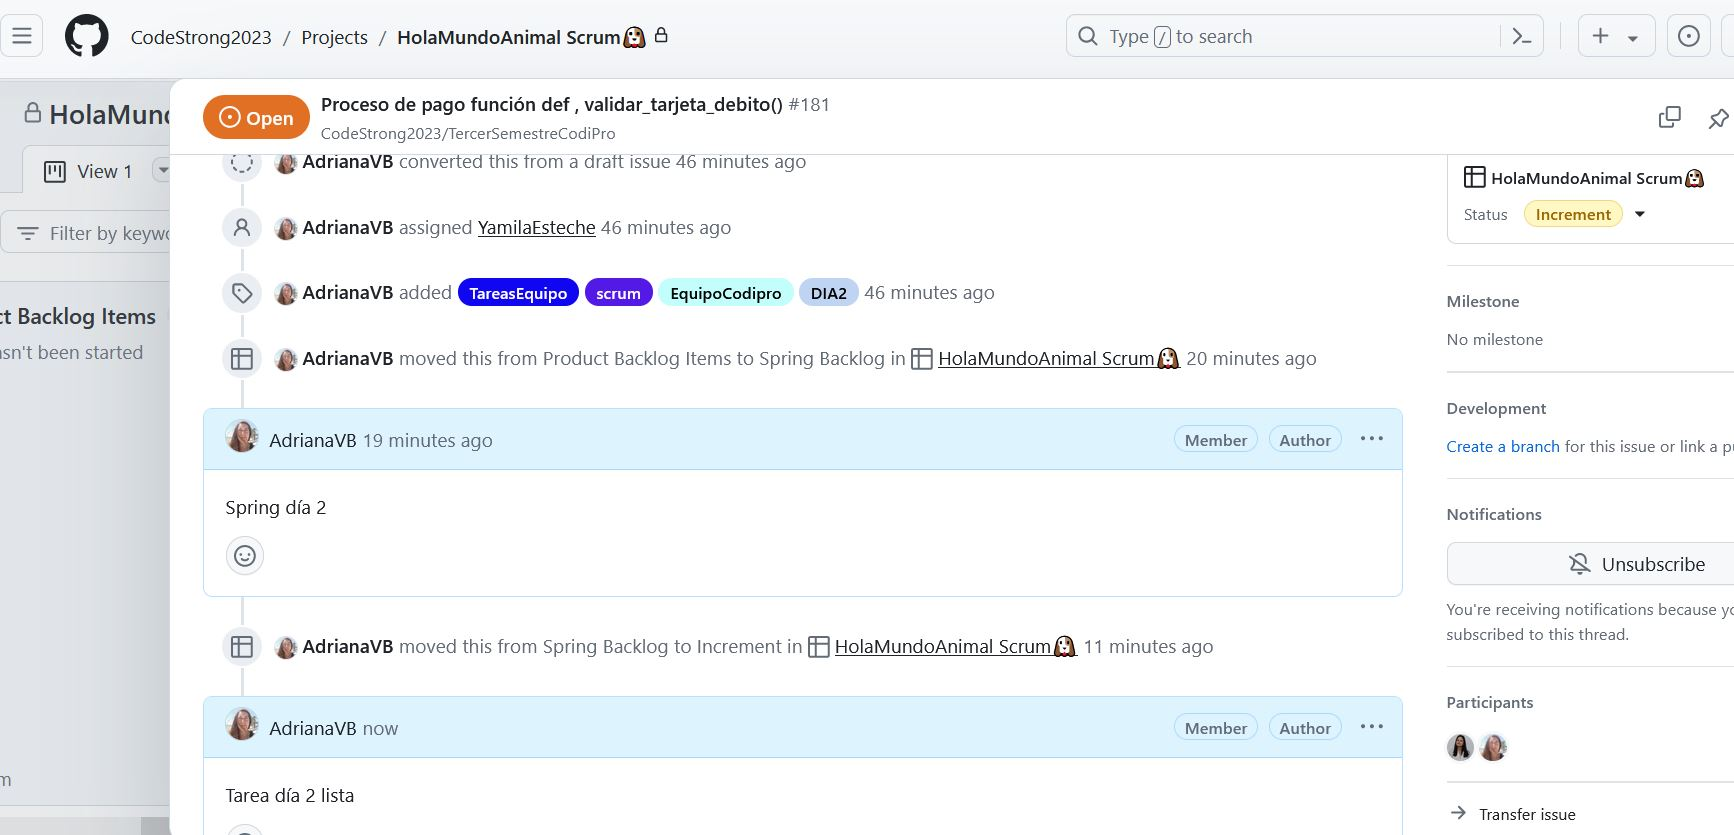 CodeStrong2023 / Projects / HolaMundoAnimal Scrum
Type / to search
HolaMund
View 1
Filter by keywo
ct Backlog Items
asn't been started
m
Open
Proceso de pago función def , validar_tarjeta_debito() #181
CodeStrong2023/TercerSemestreCodiPro
AdrianaVB converted this from a draft issue 46 minutes ago
AdrianaVB assigned YamilaEsteche 46 minutes ago
AdrianaVB added TareasEquipo scrum EquipoCodipro DIA2 46 minutes ago
AdrianaVB moved this from Product Backlog Items to Spring Backlog in HolaMundoAnimal Scrum 20 minutes ago
AdrianaVB 19 minutes ago Member Author
Spring día 2
AdrianaVB moved this from Spring Backlog to Increment in HolaMundoAnimal Scrum 11 minutes ago
AdrianaVB now Member Author
Tarea día 2 lista
HolaMundoAnimal Scrum
Status Increment
Milestone
No milestone
Development
Create a branch for this issue or link a pu
Notifications
Unsubscribe
You're receiving notifications because yo
subscribed to this thread.
Participants
Transfer issue